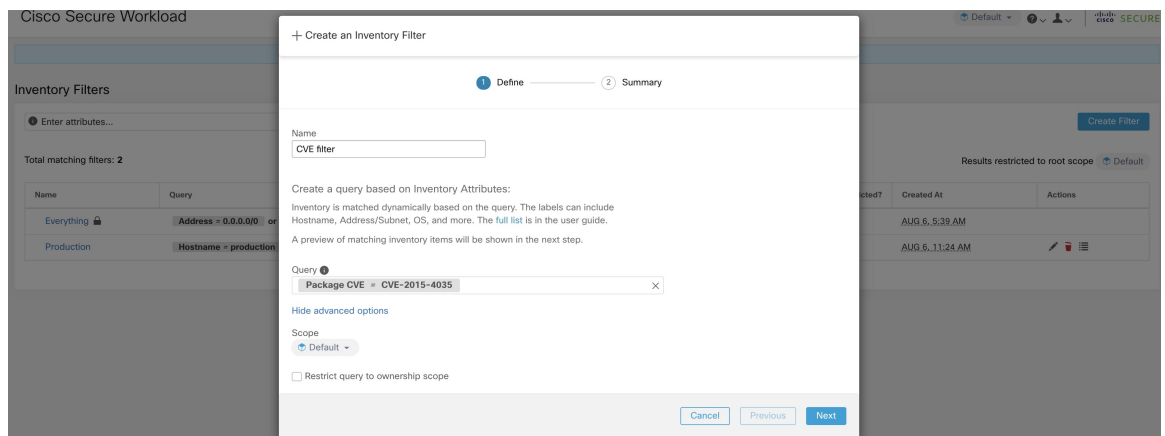 Cisco Secure Workload
Default
CISCO SECURE
+ Create an Inventory Filter
1 Define
2 Summary
Inventory Filters
Enter attributes...
Create Filter
Total matching filters: 2
Results restricted to root scope Default
Name
Query
icted?
Created At
Actions
Everything
Address = 0.0.0.0/0 or
AUG 6, 5:39 AM
Production
Hostname = production
AUG 6, 11:24 AM
Name
CVE filter
Create a query based on Inventory Attributes:
Inventory is matched dynamically based on the query. The labels can include
Hostname, Address/Subnet, OS, and more. The full list is in the user guide.
A preview of matching inventory items will be shown in the next step.
Query
Package CVE = CVE-2015-4035
Hide advanced options
Scope
Default
Restrict query to ownership scope
Cancel
Previous
Next